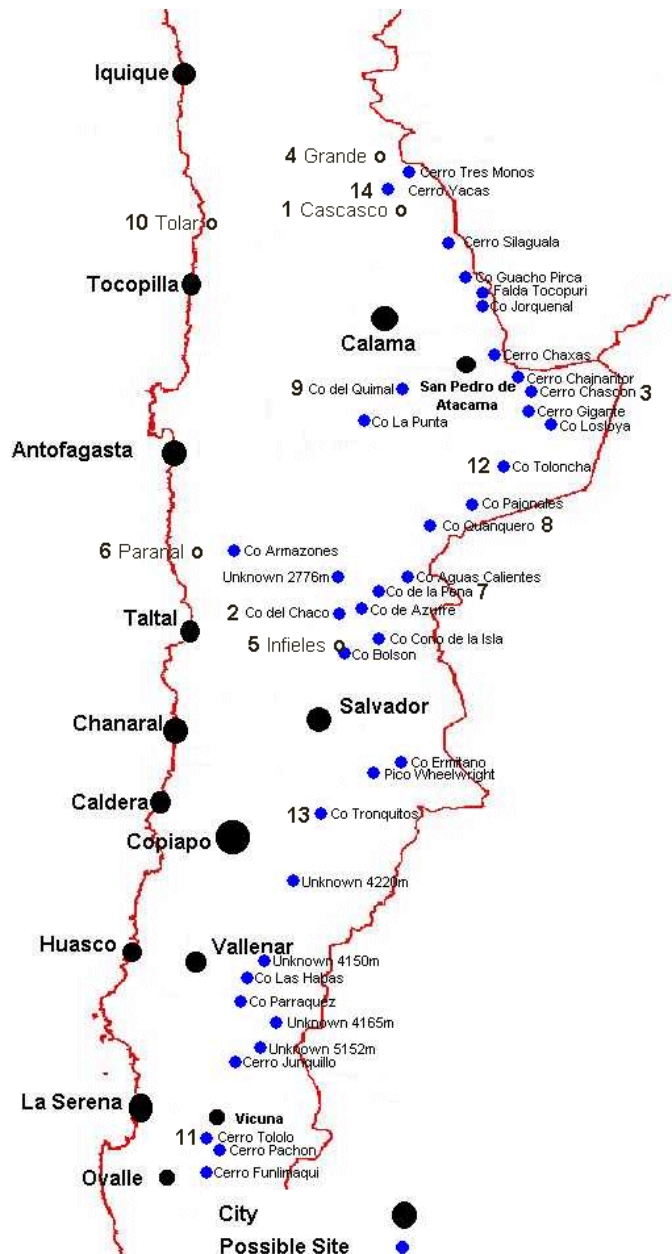 Iquique
4 Grande
Cerro Tres Monos
14 Cerro Yacas
1 Cascasco
10 Tolar
Cerro Silaguala
Co Guacho Pirca
Tocopilla
Falda Tocopuri
Co Jorquenal
Calama
Cerro Chaxas
San Pedro de
Atacama
Cerro Chajnantor
9 Co del Quimal
Cerro Chascon 3
Cerro Gigante
Co La Punta
Co Losloya
Antofagasta
12 Co Toloncha
Co Pajonales
Co Quanquero 8
6 Paranal
Co Armazones
Unknown 2776m
Co Aguas Calientes
Co de la Pena 7
2 Co del Chaco
Co de Azufre
Taltal
Co Cono de la Isla
5 Infieles
Co Bolson
Salvador
Chanaral
Co Ermitano
Pico Wheelwright
Caldera
13 Co Tronquitos
Copiapo
Unknown 4220m
Huasco
Vallenar
Unknown 4150m
Co Las Habas
Co Parraquez
Unknown 4165m
Unknown 5152m
Cerro Junquillo
La Serena
Vicuna
11 Cerro Tololo
Cerro Pachon
Ovalle
Cerro Funlimaqui
City
Possible Site